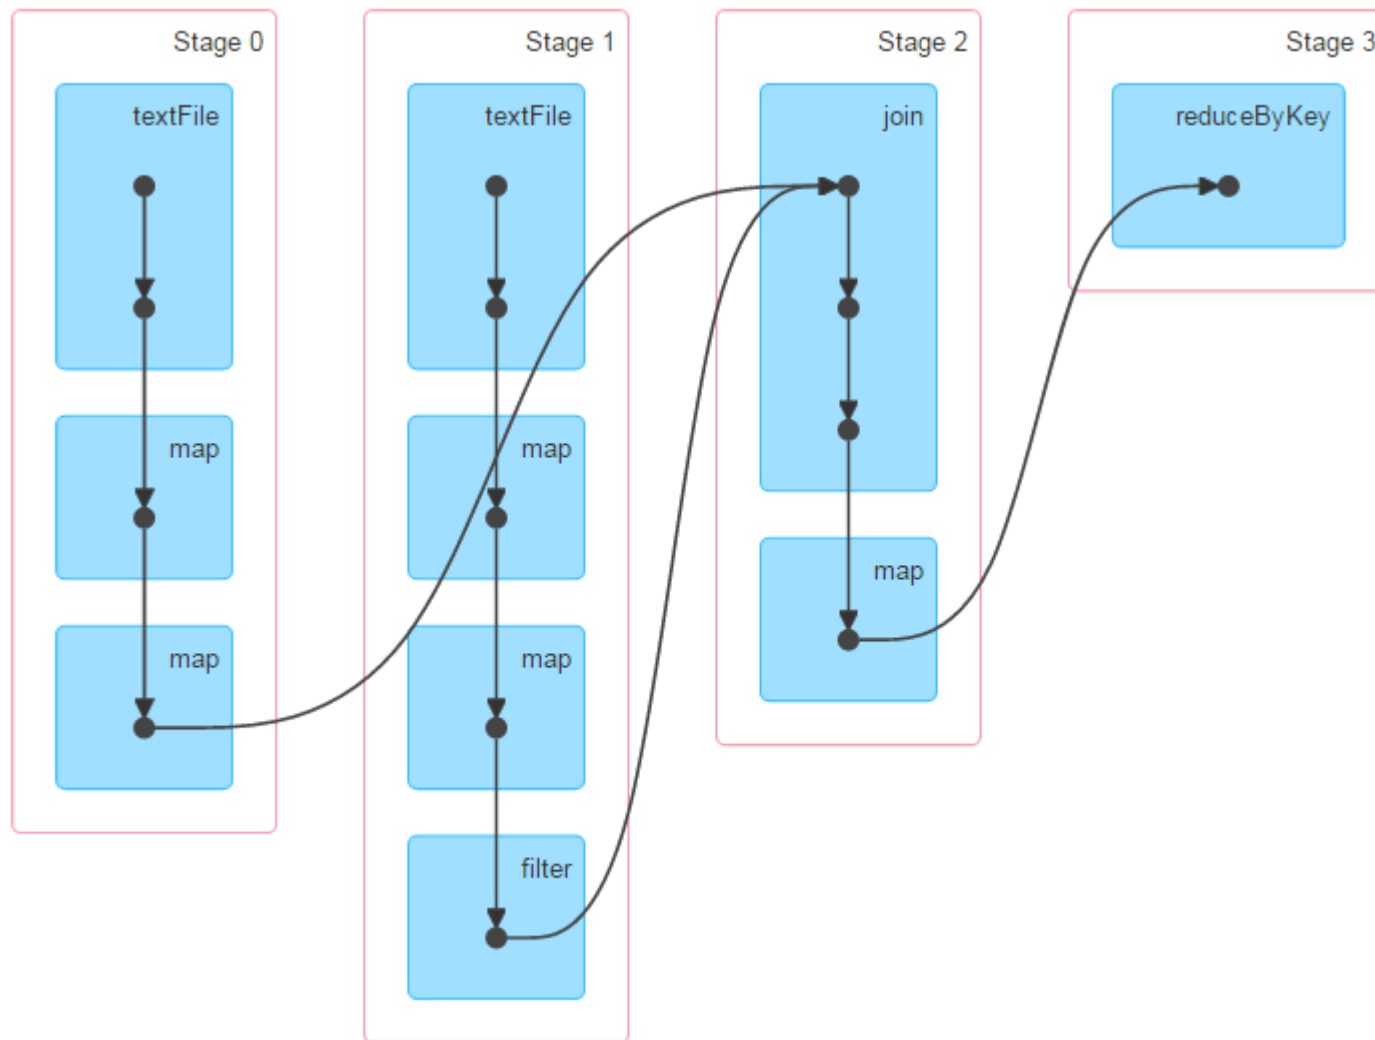 Stage 0
textFile
map
map
Stage 1
textFile
map
map
filter
Stage 2
join
map
Stage 3
reduceByKey